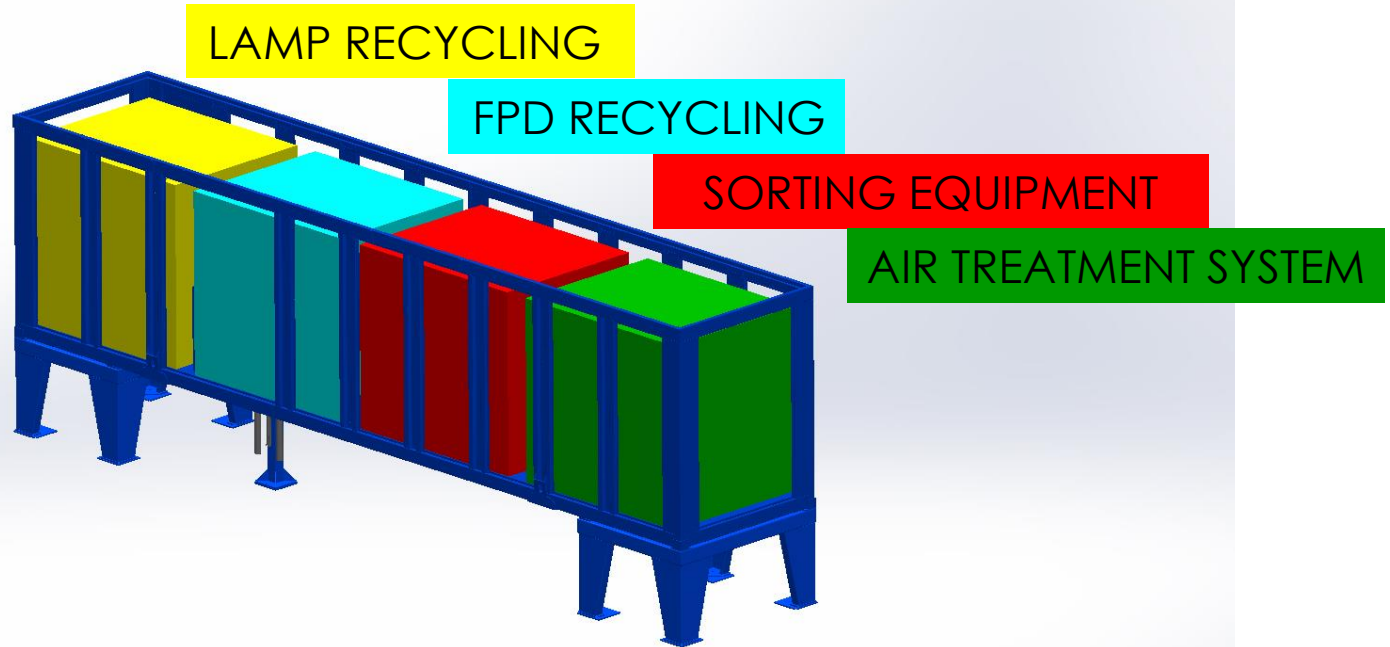 LAMP RECYCLING
FPD RECYCLING
SORTING EQUIPMENT
AIR TREATMENT SYSTEM